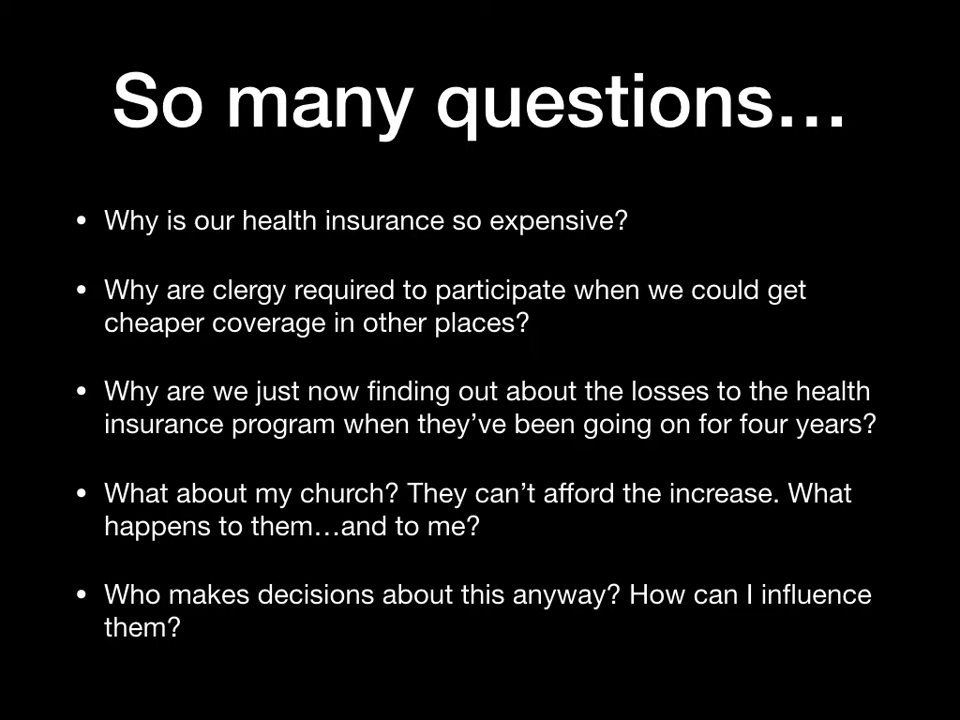 So many questions…
• Why is our health insurance so expensive?
• Why are clergy required to participate when we could get
cheaper coverage in other places?
• Why are we just now finding out about the losses to the health
insurance program when they’ve been going on for four years?
• What about my church? They can’t afford the increase. What
happens to them…and to me?
• Who makes decisions about this anyway? How can I influence
them?